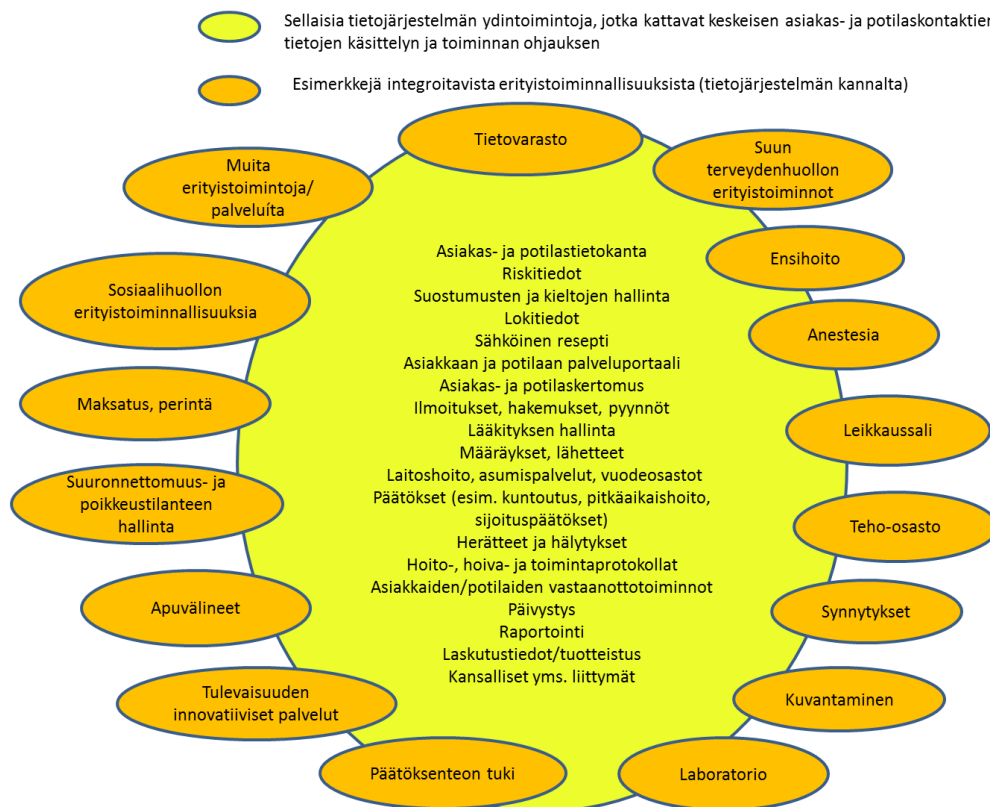 Sellaisia tietojärjestelmän ydintoimintoja, jotka kattavat keskeisen asiakas- ja potilaskontaktien
tietojen käsittelyn ja toiminnan ohjauksen
Esimerkkejä integroitavista erityistoiminnallisuuksista (tietojärjestelmän kannalta)
Tietovarasto
Suun
terveydenhuollon
erityistoiminnot
Muita
erityistoimintoja/
palveluita
Ensihoito
Sosiaalihuollon
erityistoiminnallisuuksia
Anestesia
Maksatus, perintä
Leikkaussali
Suuronnettomuus- ja
poikkeustilanteen
hallinta
Teho-osasto
Apuvälineet
Synnytykset
Tulevaisuuden
innovatiiviset palvelut
Kuvantaminen
Päätöksenteon tuki
Laboratorio
Asiakas- ja potilastietokanta
Riskitiedot
Suostumusten ja kieltojen hallinta
Lokitiedot
Sähköinen resepti
Asiakkaan ja potilaan palveluportaali
Asiakas- ja potilaskertomus
Ilmoitukset, hakemukset, pyynnöt
Lääkityksen hallinta
Määräykset, lähetteet
Laitoshoito, asumispalvelut, vuodeosastot
Päätökset (esim. kuntoutus, pitkäaikaishoito,
sijoituspäätökset)
Herätteet ja hälytykset
Hoito-, hoiva- ja toimintaprotokollat
Asiakkaiden/potilaiden vastaanottotoiminnot
Päivystys
Raportointi
Laskutustiedot/tuotteistus
Kansalliset yms. liittymät